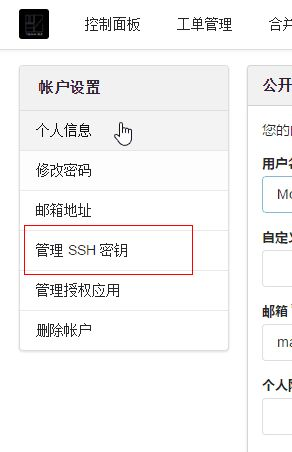 控制面板 工单管理 合并
帐户设置
个人信息
修改密码
邮箱地址
管理 SSH 密钥
管理授权应用
删除帐户
公开
您的
用户名
Mo
自定义
邮箱
ma
个人